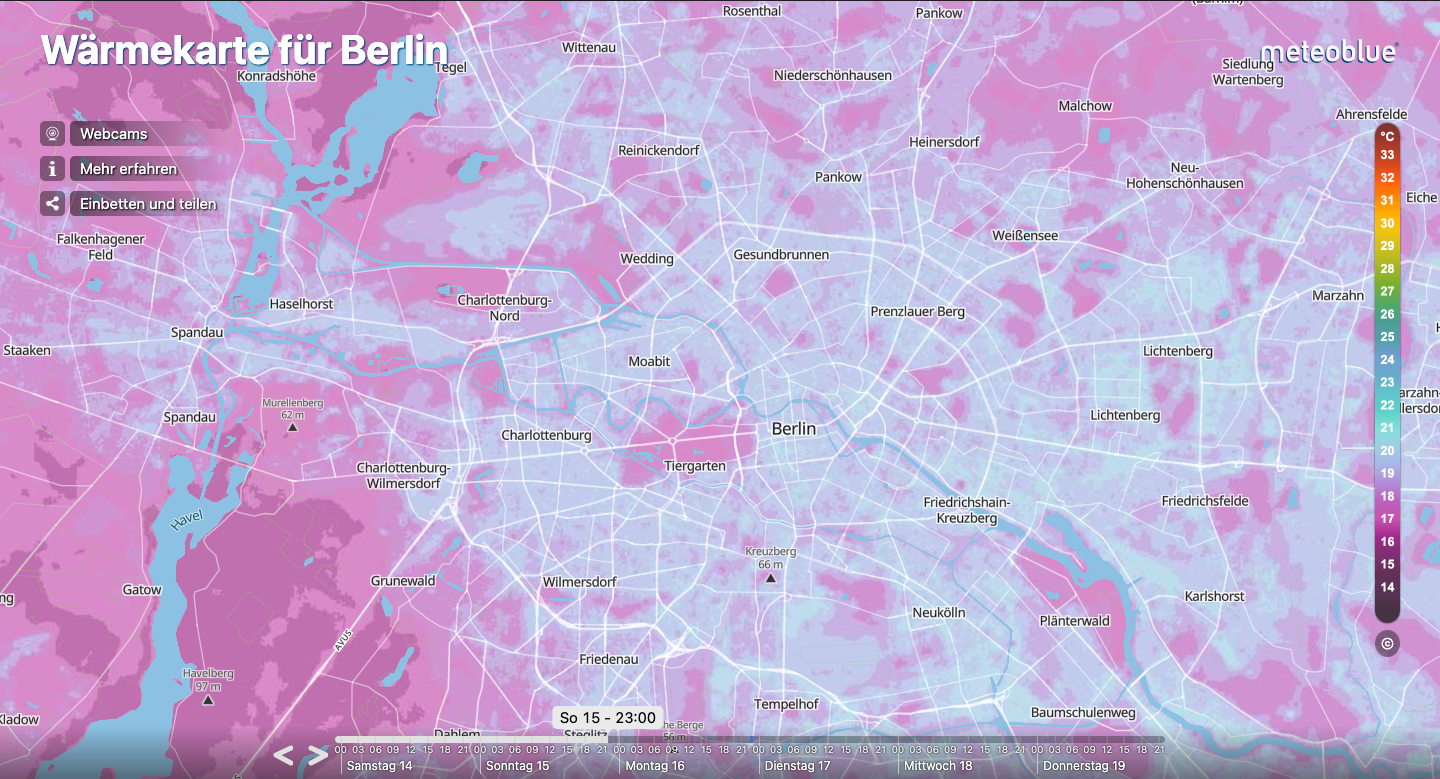 (Barnim)
Rosenthal
Pankow
Wärmekarte für Berlin
Wittenau
meteoblue
Tegel
Konradshöhe
Niederschönhausen
Siedlung
Wartenberg
Malchow
Ahrensfelde
Webcams
°C
Heinersdorf
Reinickendorf
33
Mehr erfahren
Pankow
Neu-
Hohenschönhausen
32
Einbetten und teilen
Eiche
31
30
Falkenhagener
Feld
Weißensee
29
Wedding
Gesundbrunnen
28
27
Haselhorst
Charlottenburg-
Nord
Marzahn
Prenzlauer Berg
26
Spandau
25
Staaken
Moabit
Lichtenberg
24
23
22
Murellenberg
62 m
Spandau
Lichtenberg
21
Berlin
Charlottenburg
20
Tiergarten
Charlottenburg-
Wilmersdorf
19
18
Friedrichshain-
Kreuzberg
Friedrichsfelde
Havel
17
16
Kreuzberg
66 m
15
Grunewald
Wilmersdorf
14
Gatow
Karlshorst
Neukölln
Plänterwald
AVUS
©
Friedenau
Havelberg
97 m
Tempelhof
Baumschulenweg
Kladow
So 15 - 23:00
he Berge
56 m
Dahlem
Steglitz
00 03 06 09 12 15 18 21 00 03 06 09 12 15 18 21 00 03 06 09 12 15 18 21 00 03 06 09 12 15 18 21 00 03 06 09 12 15 18 21 00 03 06 09 12 15 18 21
Samstag 14
Sonntag 15
Montag 16
Dienstag 17
Mittwoch 18
Donnerstag 19